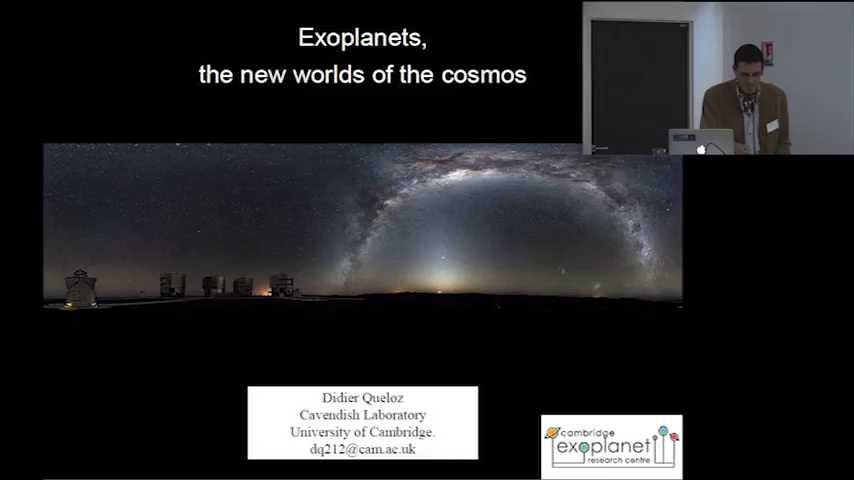 Exoplanets,
the new worlds of the cosmos
Didier Queloz
Cavendish Laboratory
University of Cambridge.
dq212@cam.ac.uk
cambridge
exoplanet
research centre